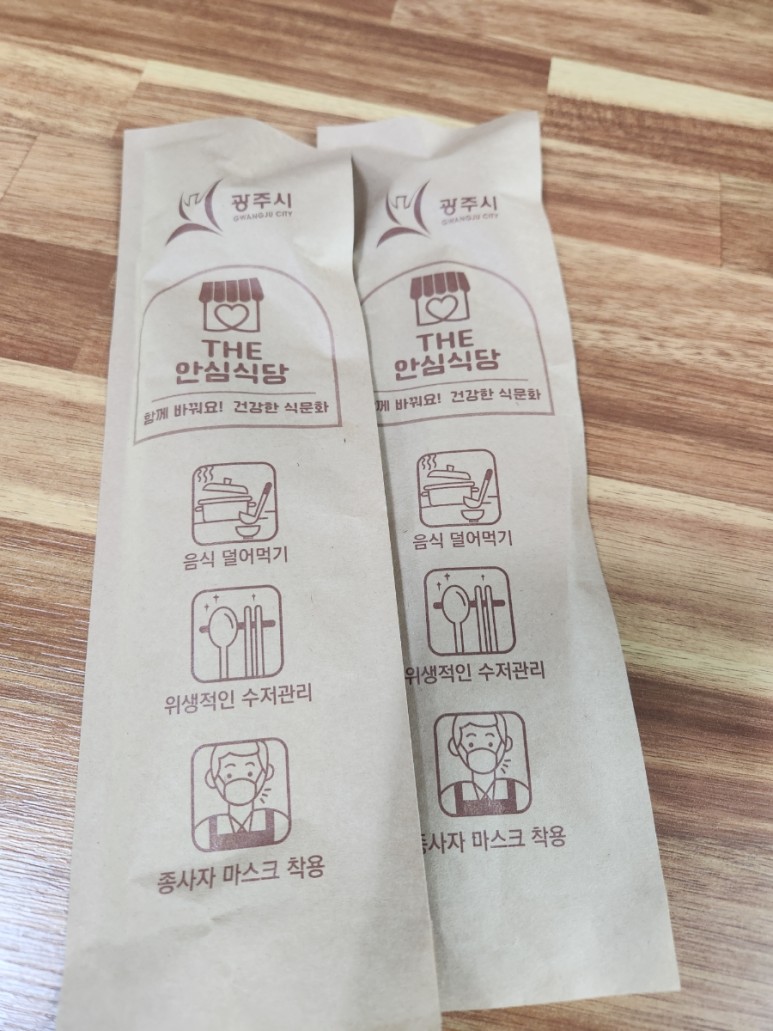 광주시
GWANGJU CITY
THE
안심식당
함께 바꿔요! 건강한 식문화
음식 덜어먹기
위생적인 수저관리
종사자 마스크 착용
광주시
GWANGJU CITY
THE
안심식당
바꿔요! 건강한 식문화
음식 덜어먹기
위생적인 수저관리
마스크 착용